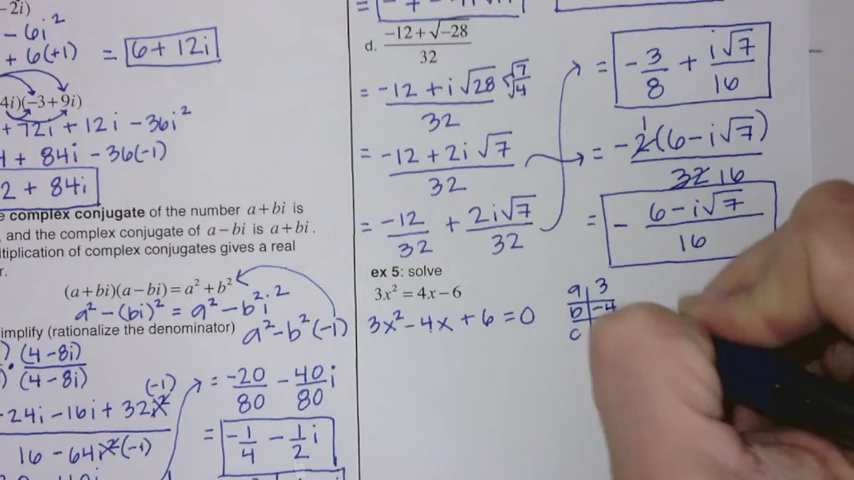 -2i)
- 6i²
+ 6(+1) = 6 + 12i
4i)(-3+9i)
+ 72i + 12i - 36i²
+ 84i - 36(-1)
2 + 84i
complex conjugate of the number a+bi is
, and the complex conjugate of a-bi is a+bi.
ltiplication of complex conjugates gives a real
r.
(a+bi)(a-bi) = a² + b²
a² - (bi)² = a² - b²i²
a² - b²(-1)
implify (rationalize the denominator)
· (4-8i)/(4-8i)
24i - 16i + 32i² (-1)
16 - 64i² (-1)
= -20/80 - 40/80 i
= -1/4 - 1/2 i
d. (-12+√-28)/32
= (-12 + i√28)/32 √7 √4
= (-12 + 2i√7)/32
= -12/32 + 2i√7/32
= -3/8 + i√7/16
= -2(6 - i√7)/32 1 16
= - (6 - i√7)/16
ex 5: solve
3x² = 4x - 6
3x² - 4x + 6 = 0
a 3
b -4
c